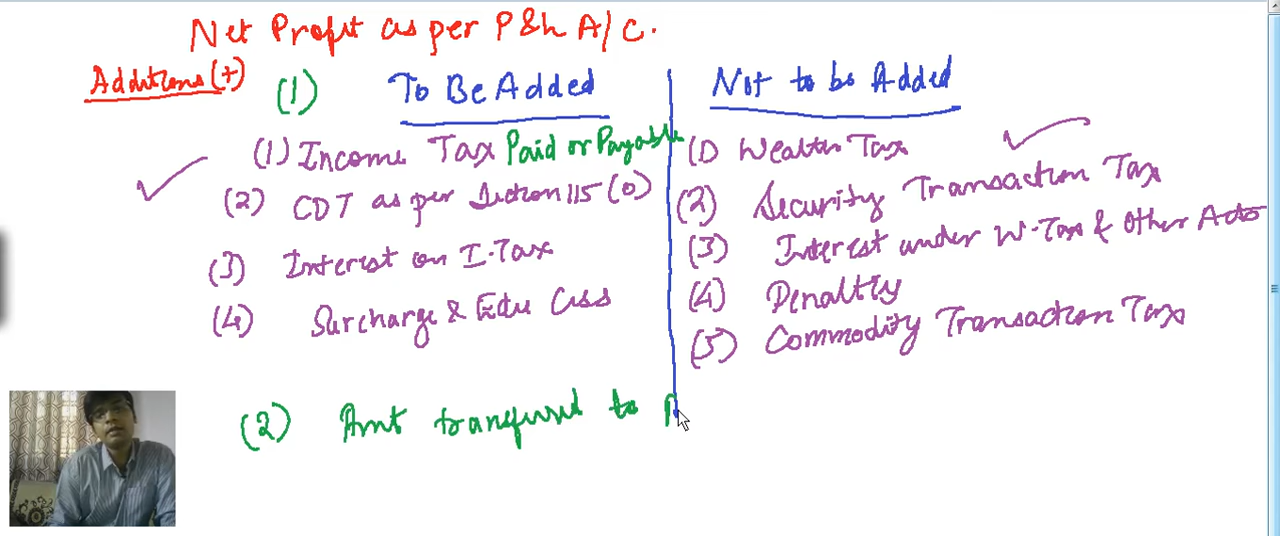 Net Profit as per P&L A/C.
Additions (+)
(1) To Be Added
Not to be Added
(1) Income Tax Paid or Payable
(2) CDT as per Section 115 (O)
(3) Interest on I-Tax
(4) Surcharge & Edu Cess
(1) Wealth Tax
(2) Security Transaction Tax
(3) Interest under W-Tax & Other Acts
(4) Penaltly
(5) Commodity Transaction Tax
(2) Amt transfered to